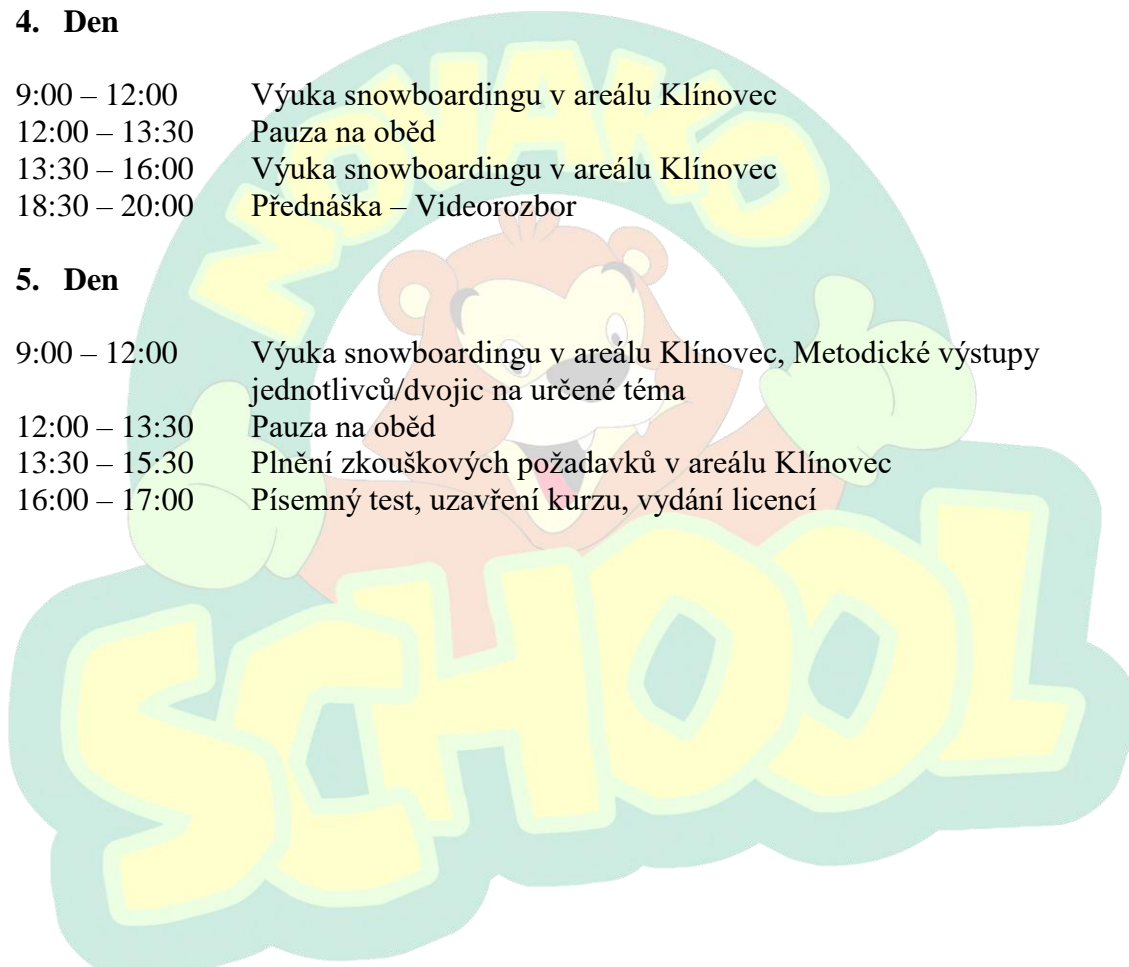 4. Den
9:00 – 12:00 Výuka snowboardingu v areálu Klínovec
12:00 – 13:30 Pauza na oběd
13:30 – 16:00 Výuka snowboardingu v areálu Klínovec
18:30 – 20:00 Přednáška – Videorozbor
5. Den
9:00 – 12:00 Výuka snowboardingu v areálu Klínovec, Metodické výstupy
jednotlivců/dvojic na určené téma
12:00 – 13:30 Pauza na oběd
13:30 – 15:30 Plnění zkouškových požadavků v areálu Klínovec
16:00 – 17:00 Písemný test, uzavření kurzu, vydání licencí
NOVAKO
SCHOOL